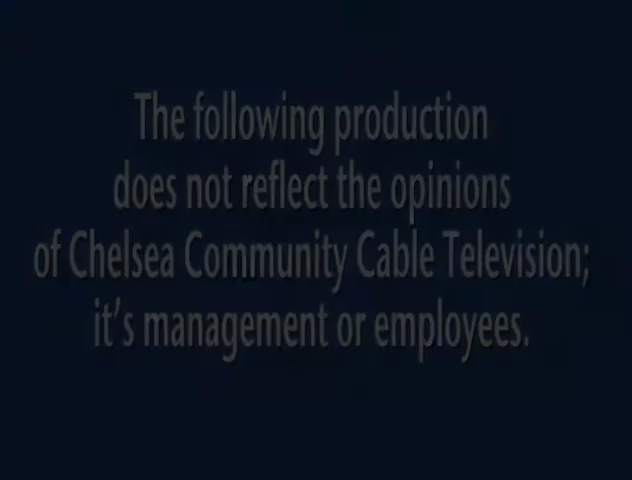 The following production
does not reflect the opinions
of Chelsea Community Cable Television;
it's management or employees.